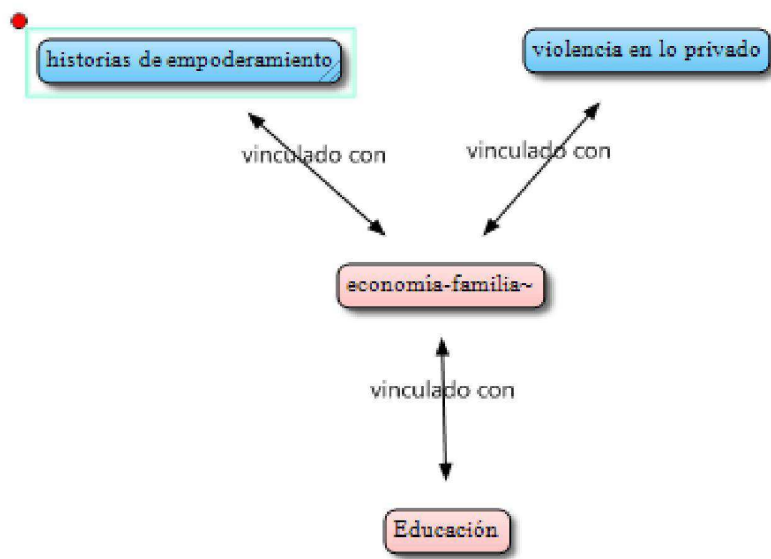 historias de empoderamiento
violencia en lo privado
vinculado con
vinculado con
economia-familia~
vinculado con
Educación